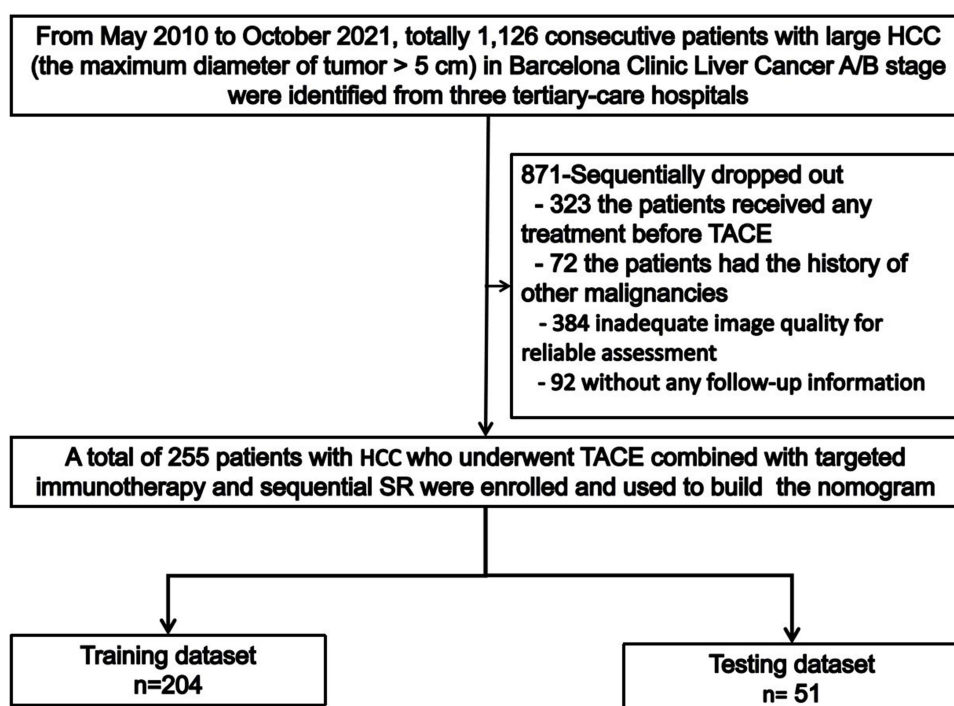 From May 2010 to October 2021, totally 1,126 consecutive patients with large HCC
(the maximum diameter of tumor > 5 cm) in Barcelona Clinic Liver Cancer A/B stage
were identified from three tertiary-care hospitals
871-Sequentially dropped out
- 323 the patients received any
treatment before TACE
- 72 the patients had the history of
other malignancies
- 384 inadequate image quality for
reliable assessment
- 92 without any follow-up information
A total of 255 patients with HCC who underwent TACE combined with targeted
immunotherapy and sequential SR were enrolled and used to build the nomogram
Training dataset
n=204
Testing dataset
n= 51